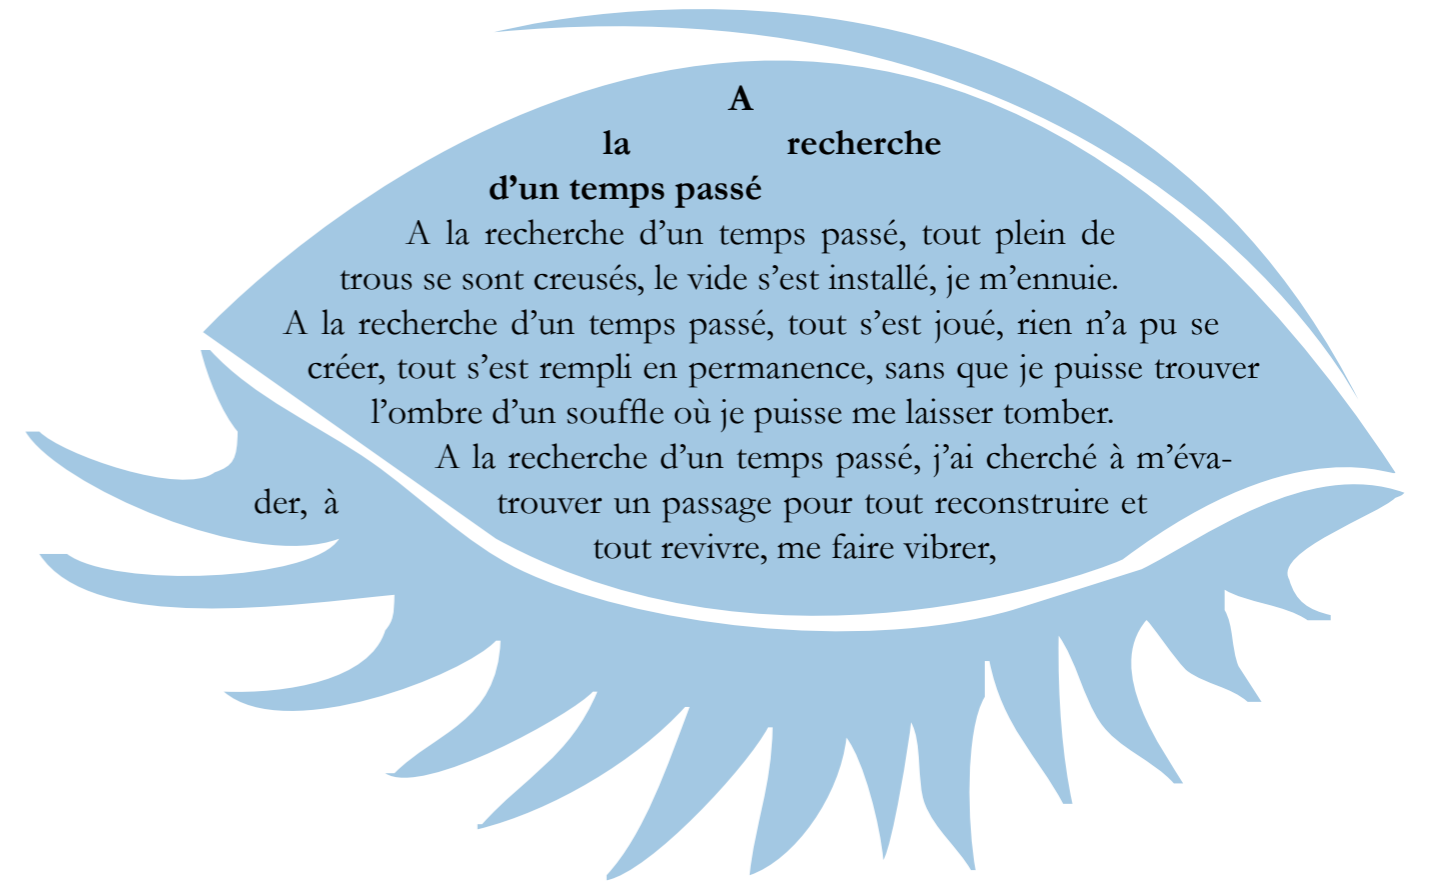 A
la recherche
d’un temps passé
A la recherche d’un temps passé, tout plein de
trous se sont creusés, le vide s’est installé, je m’ennuie.
A la recherche d’un temps passé, tout s’est joué, rien n’a pu se
créer, tout s’est rempli en permanence, sans que je puisse trouver
l’ombre d’un souffle où je puisse me laisser tomber.
A la recherche d’un temps passé, j’ai cherché à m’éva-
der, à trouver un passage pour tout reconstruire et
tout revivre, me faire vibrer,